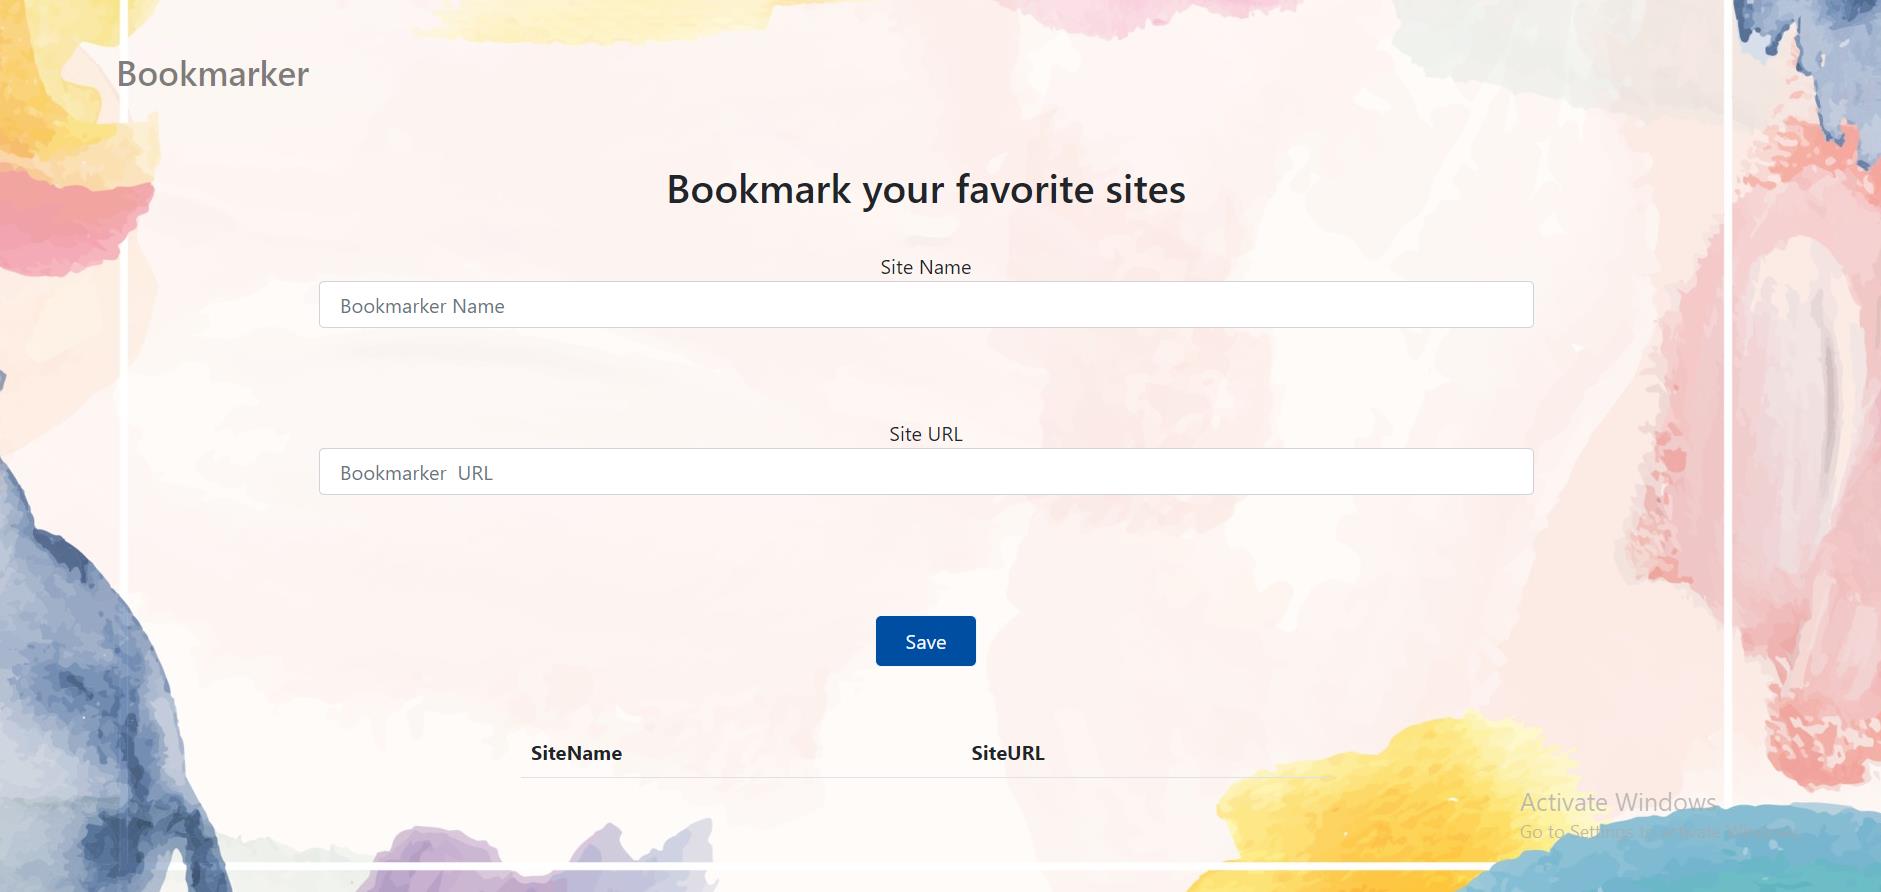 Bookmarker
Bookmark your favorite sites
Site Name
Bookmarker Name
Site URL
Bookmarker  URL
Save
SiteName SiteURL
Activate Windows
Go to Settings to activate Windows.